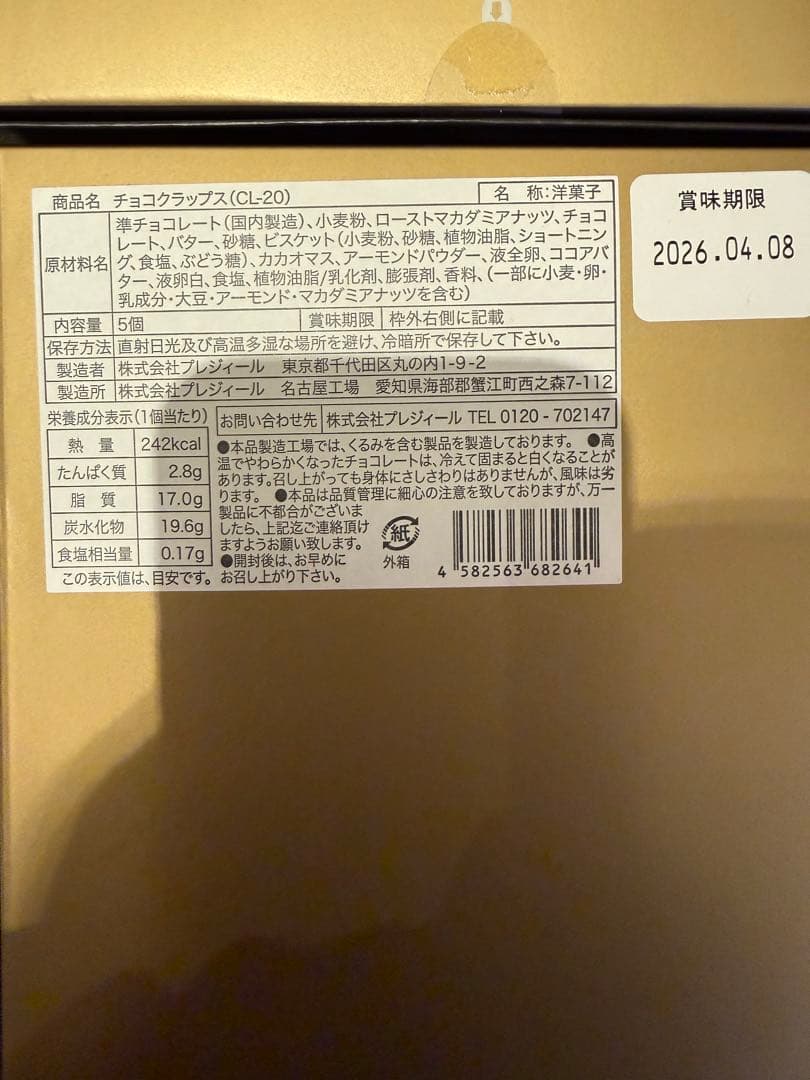 商品名 チョコクラップス(CL-20)
名 称:洋菓子
原材料名
準チョコレート(国内製造)、小麦粉、ローストマカダミアナッツ、チョコ
レート、バター、砂糖、ビスケット(小麦粉、砂糖、植物油脂、ショートニン
グ、食塩、ぶどう糖)、カカオマス、アーモンドパウダー、液全卵、ココアバ
ター、液卵白、食塩、植物油脂/乳化剤、膨張剤、香料、(一部に小麦・卵・
乳成分・大豆・アーモンド・マカダミアナッツを含む)
内容量 5個 賞味期限 枠外右側に記載
保存方法 直射日光及び高温多湿な場所を避け、冷暗所で保存して下さい。
製造者 株式会社プレジィール 東京都千代田区丸の内1-9-2
製造所 株式会社プレジィール 名古屋工場 愛知県海部郡蟹江町西之森7-112
賞味期限
2026.04.08
栄養成分表示(1個当たり)
熱 量 242kcal
たんぱく質 2.8g
脂 質 17.0g
炭水化物 19.6g
食塩相当量 0.17g
この表示値は、目安です。
お問い合わせ先 株式会社プレジィール TEL 0120-702147
●本品製造工場では、くるみを含む製品を製造しております。 ●高
温でやわらかくなったチョコレートは、冷えて固まると白くなることが
あります。召し上がっても身体にさしさわりはありませんが、風味は劣
ります。 ●本品は品質管理に細心の注意を致しておりますが、万一
製品に不都合がございま
したら、上記迄ご連絡頂け
ますようお願い致します。
●開封後は、お早めに
お召し上がり下さい。
紙
外箱
4 582563 682641